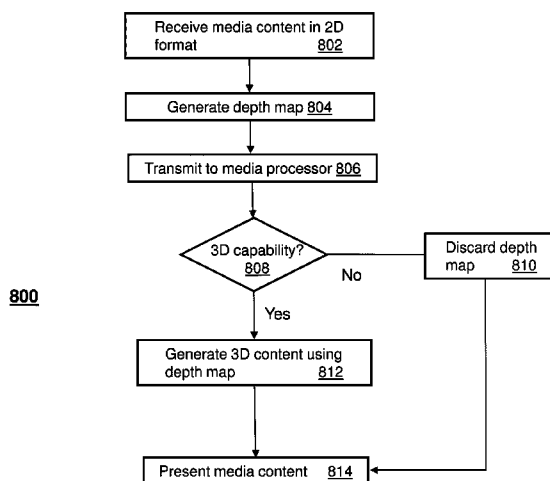 Receive media content in 2D
format 802
Generate depth map 804
Transmit to media processor 806
3D capability?
808
No
Discard depth
map 810
800
Yes
Generate 3D content using
depth map 812
Present media content 814